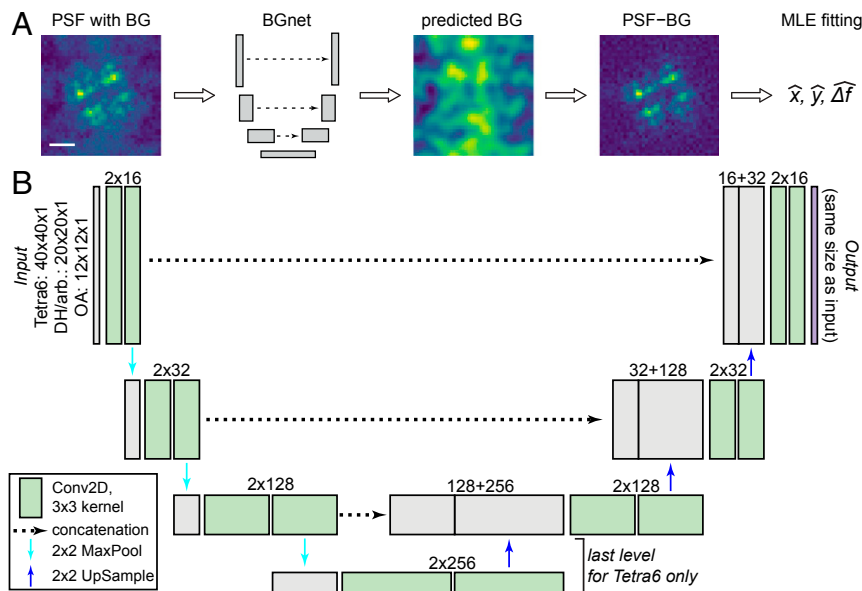 A
PSF with BG
BGnet
predicted BG
PSF−BG
MLE fitting
x̂, ŷ, Δ̂f
B
Input
Tetra6: 40x40x1
DH/arb.: 20x20x1
OA: 12x12x1
2x16
16+32 2x16
Output
(same size as input)
2x32
32+128
2x32
2x128
128+256
2x128
2x256
last level
for Tetra6 only
Conv2D,
3x3 kernel
concatenation
2x2 MaxPool
2x2 UpSample